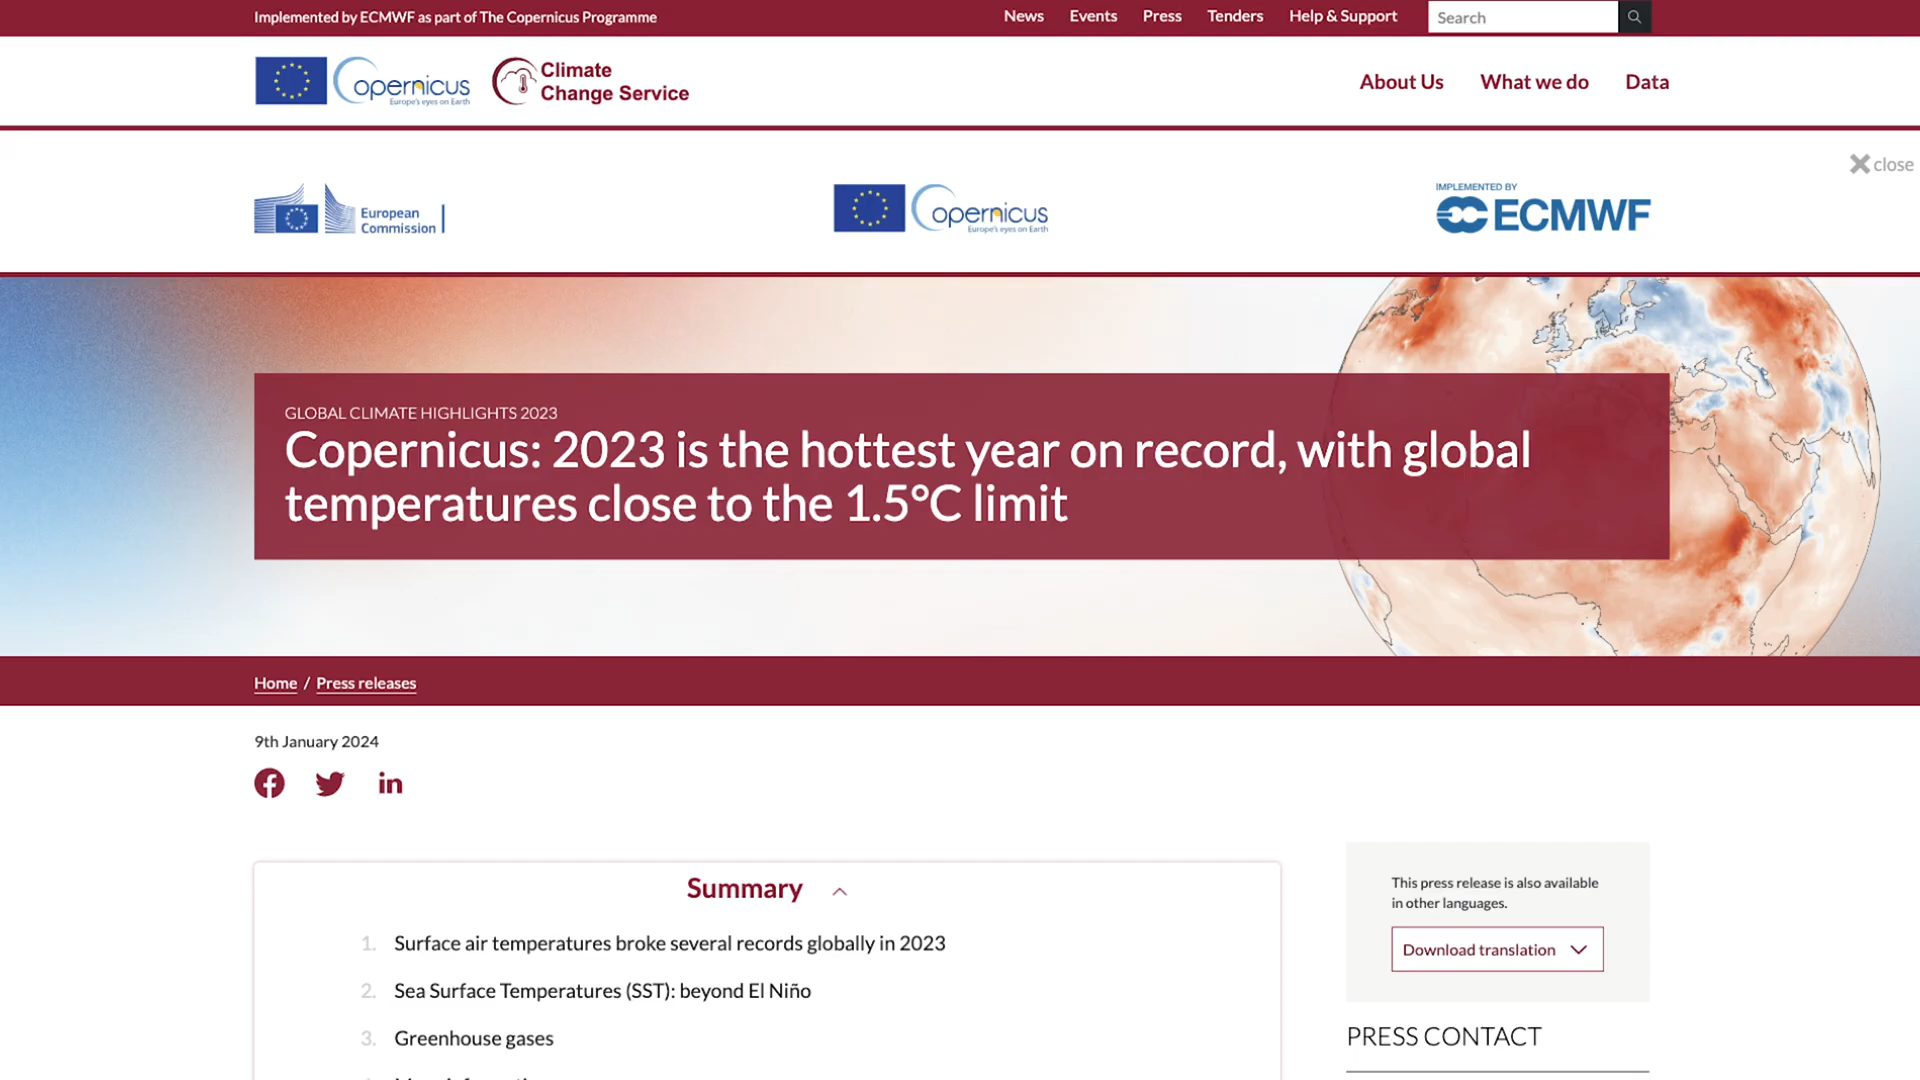 Implemented by ECMWF as part of The Copernicus Programme
News Events Press Tenders Help & Support Search
opernicus
Europe's eyes on Earth
Climate
Change Service
About Us What we do Data
close
European
Commission
opernicus
Europe's eyes on Earth
IMPLEMENTED BY
ECMWF
GLOBAL CLIMATE HIGHLIGHTS 2023
Copernicus: 2023 is the hottest year on record, with global
temperatures close to the 1.5°C limit
Home / Press releases
9th January 2024
Summary
1. Surface air temperatures broke several records globally in 2023
2. Sea Surface Temperatures (SST): beyond El Niño
3. Greenhouse gases
This press release is also available
in other languages.
Download translation
PRESS CONTACT